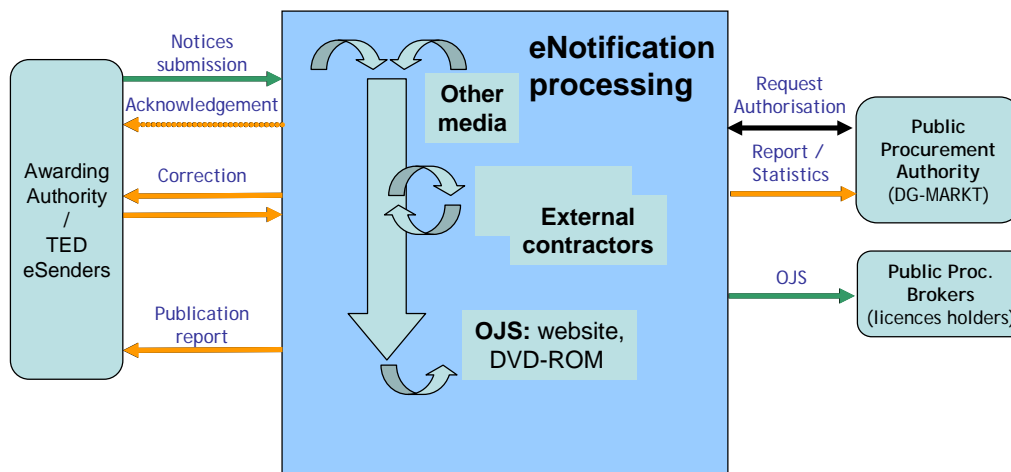 Notices
submission
Acknowledgement
Correction
Publication
report
Awarding
Authority
/
TED
eSenders
eNotification
processing
Other
media
External
contractors
OJS: website,
DVD-ROM
Request
Authorisation
Report /
Statistics
OJS
Public
Procurement
Authority
(DG-MARKT)
Public Proc.
Brokers
(licences holders)